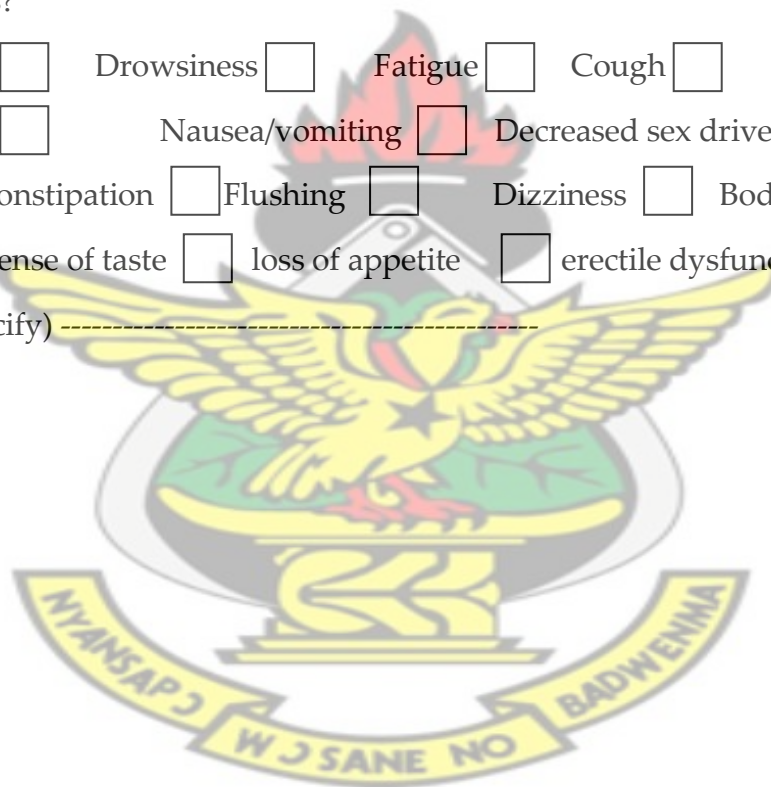 s?
Drowsiness Fatigue Cough
Nausea/vomiting Decreased sex drive
onstipation Flushing Dizziness Bod
ense of taste loss of appetite erectile dysfunc
cify) -----------------------------------------------
NYANSAPƆ
WƆSANE NO
BADWENMA